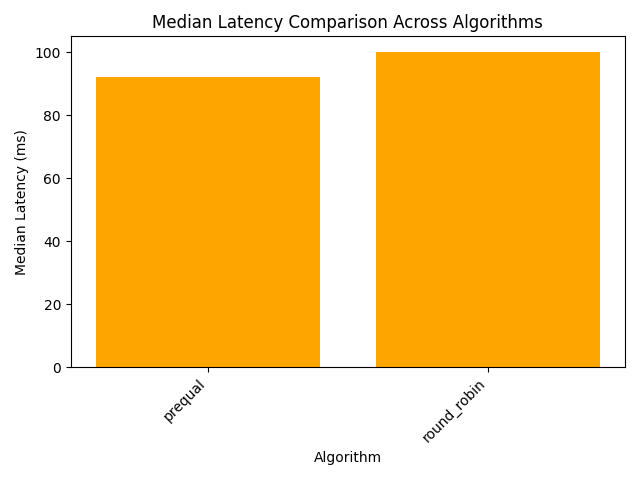 Median Latency Comparison Across Algorithms
100
80
60
40
20
0
Median Latency (ms)
prequal
round_robin
Algorithm